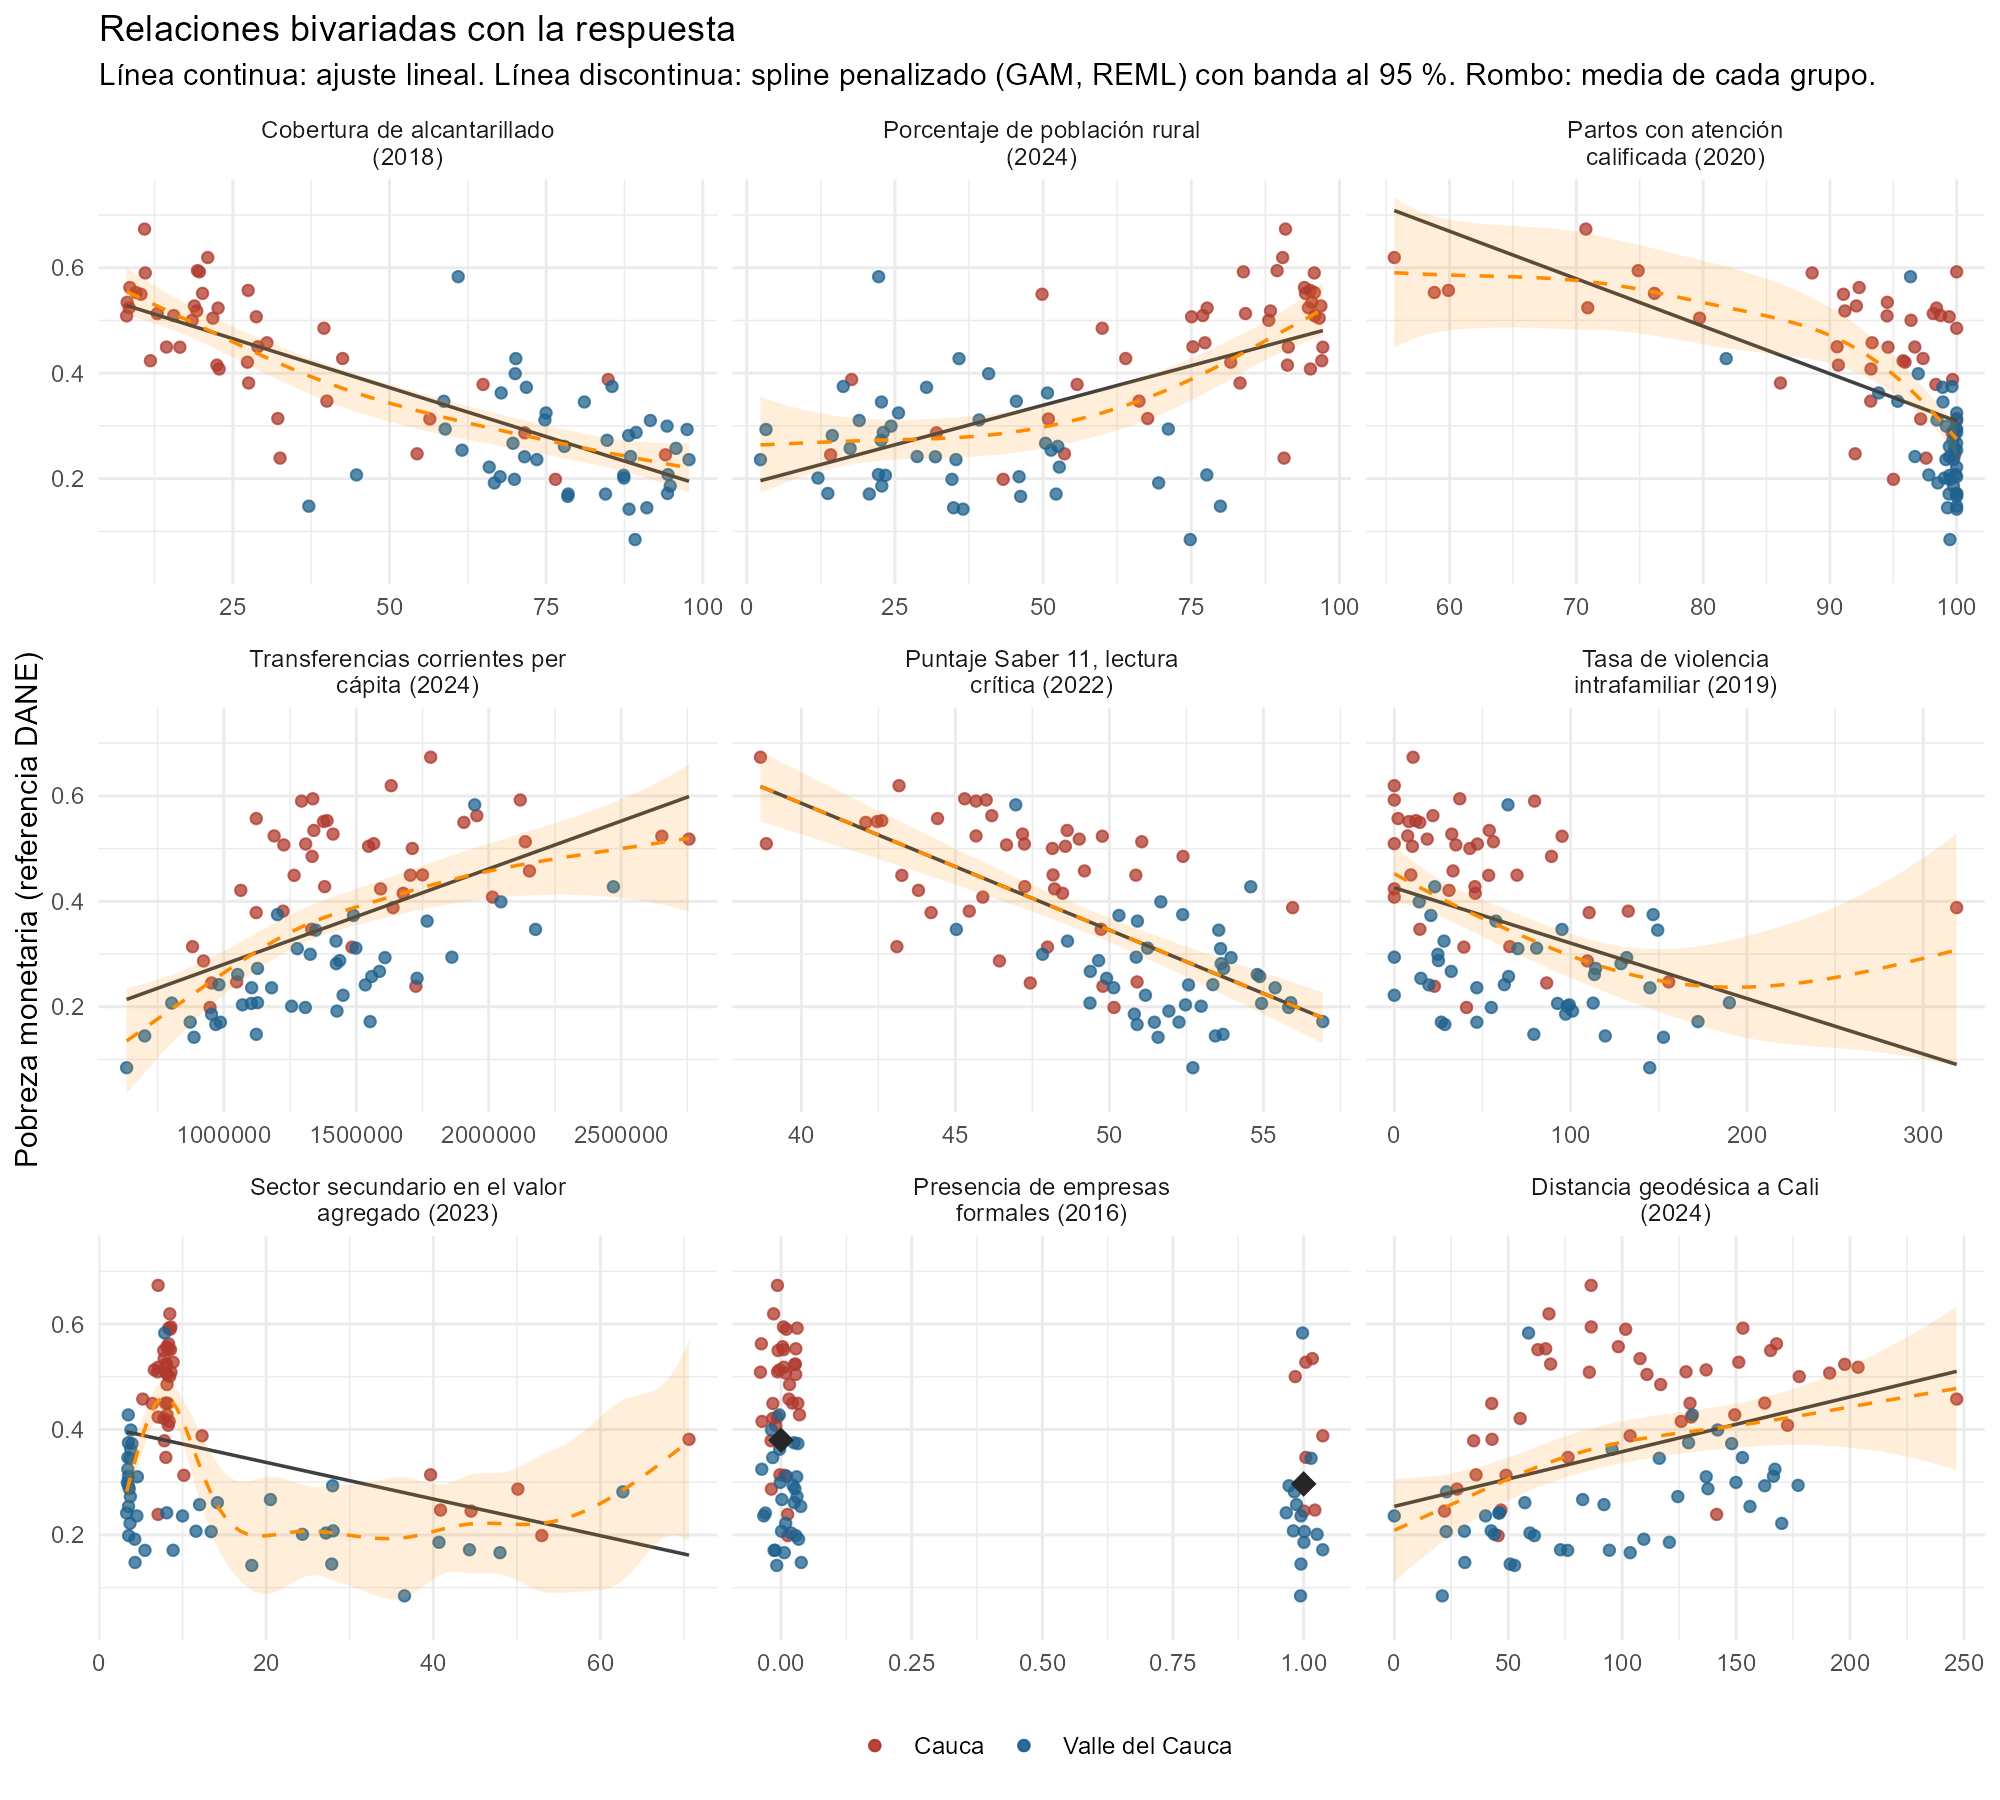 Relaciones bivariadas con la respuesta
Línea continua: ajuste lineal. Línea discontinua: spline penalizado (GAM, REML) con banda al 95 %. Rombo: media de cada grupo.
Cobertura de alcantarillado
(2018)
Porcentaje de población rural
(2024)
Partos con atención
calificada (2020)
0.6
0.4
0.2
25 50 75 100
0 25 50 75 100
60 70 80 90 100
Pobreza monetaria (referencia DANE)
Transferencias corrientes per
cápita (2024)
Puntaje Saber 11, lectura
crítica (2022)
Tasa de violencia
intrafamiliar (2019)
0.6
0.4
0.2
1000000 1500000 2000000 2500000
40 45 50 55
0 100 200 300
Sector secundario en el valor
agregado (2023)
Presencia de empresas
formales (2016)
Distancia geodésica a Cali
(2024)
0.6
0.4
0.2
0 20 40 60
0.00 0.25 0.50 0.75 1.00
0 50 100 150 200 250
Cauca
Valle del Cauca